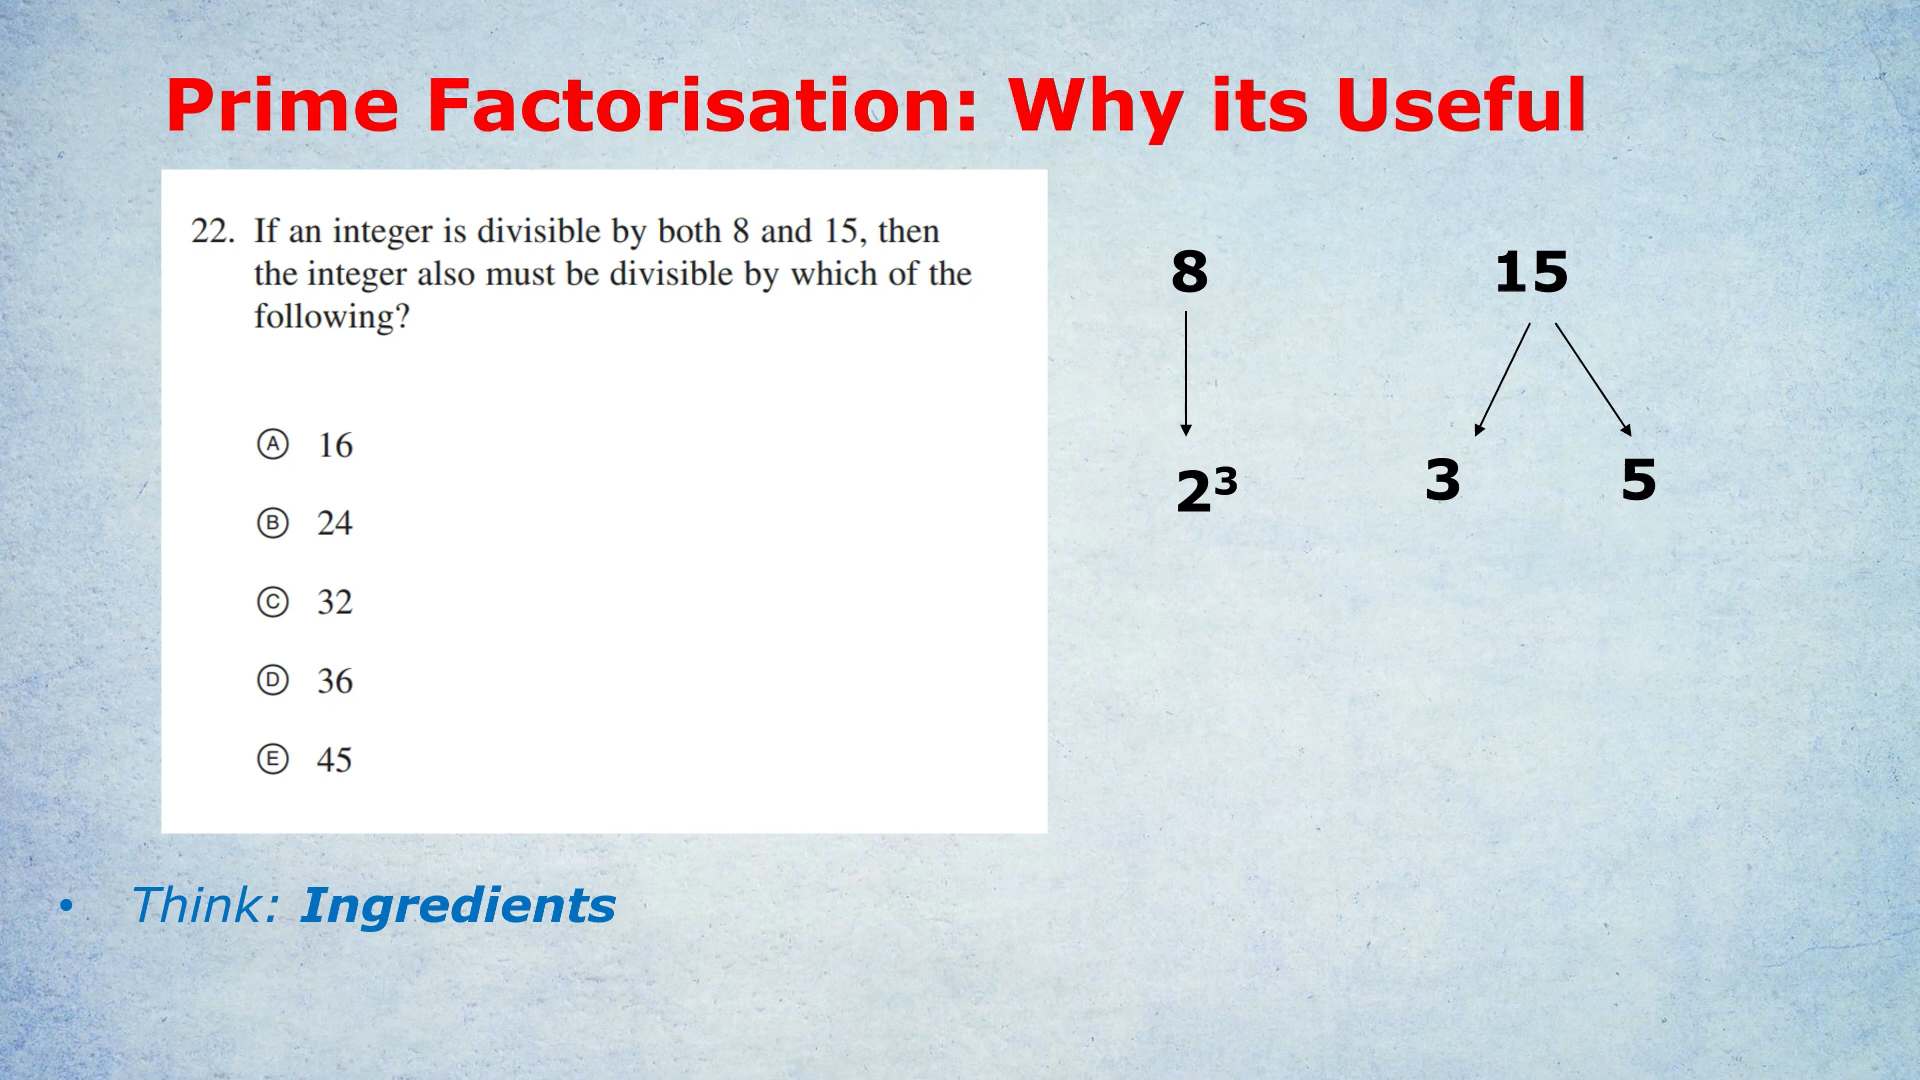 Prime Factorisation: Why its Useful
22. If an integer is divisible by both 8 and 15, then
the integer also must be divisible by which of the
following?
Ⓐ 16
Ⓑ 24
Ⓒ 32
Ⓓ 36
Ⓔ 45
8 15
2³ 3 5
• Think: Ingredients